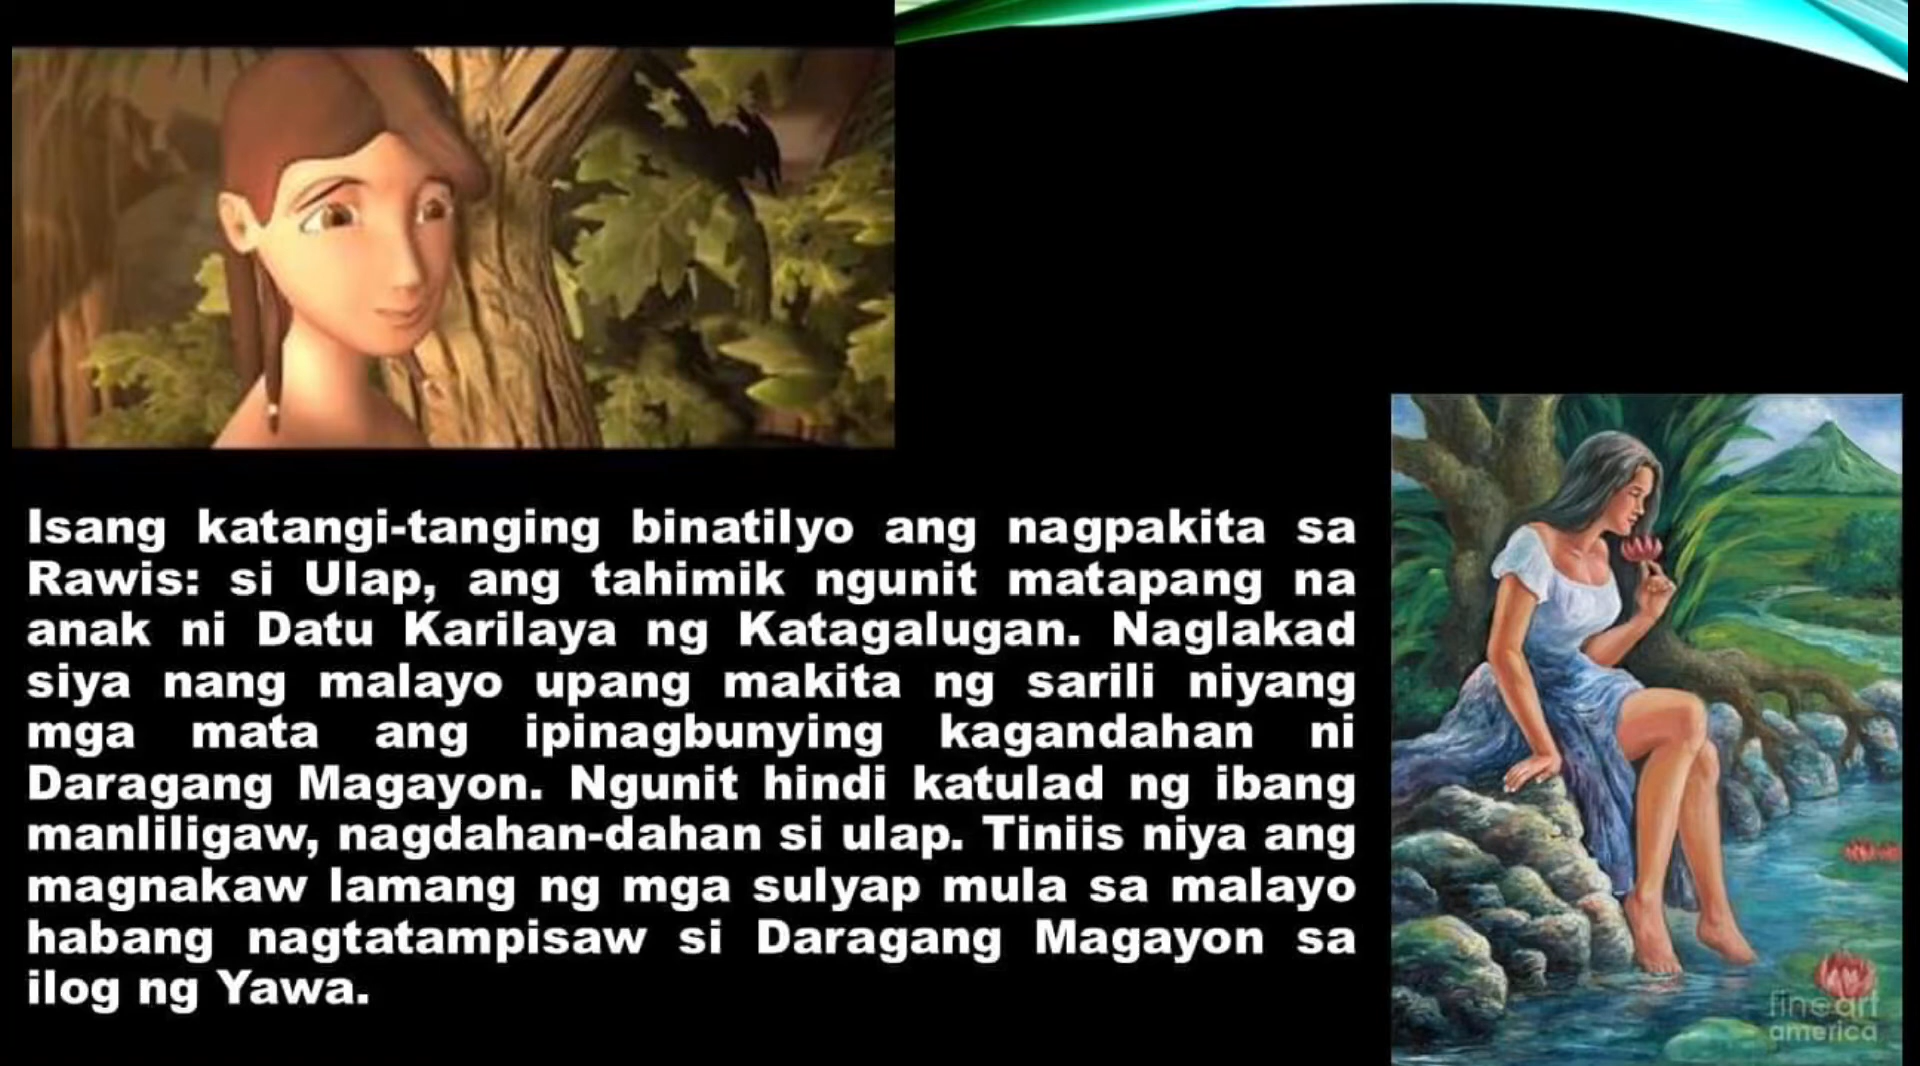 Isang katangi-tanging binatilyo ang nagpakita sa
Rawis: si Ulap, ang tahimik ngunit matapang na
anak ni Datu Karilaya ng Katagalugan. Naglakad
siya nang malayo upang makita ng sarili niyang
mga mata ang ipinagbunying kagandahan ni
Daragang Magayon. Ngunit hindi katulad ng ibang
manliligaw, nagdahan-dahan si ulap. Tiniis niya ang
magnakaw lamang ng mga sulyap mula sa malayo
habang nagtatampisaw si Daragang Magayon sa
ilog ng Yawa.
fine art
america